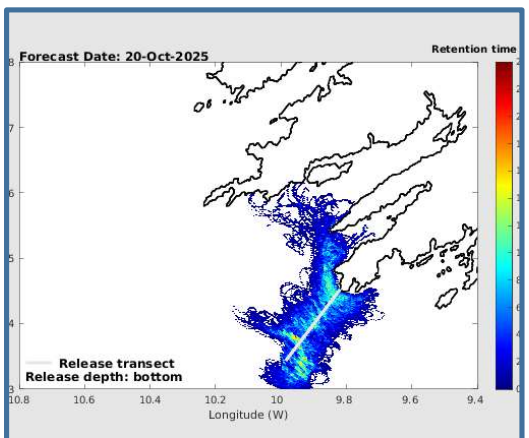 Retention time
Forecast Date: 20-Oct-2025
8
7
6
5
4
3
Release transect
Release depth: bottom
10.8 10.6 10.4 10.2 10 9.8 9.6 9.4
Longitude (W)